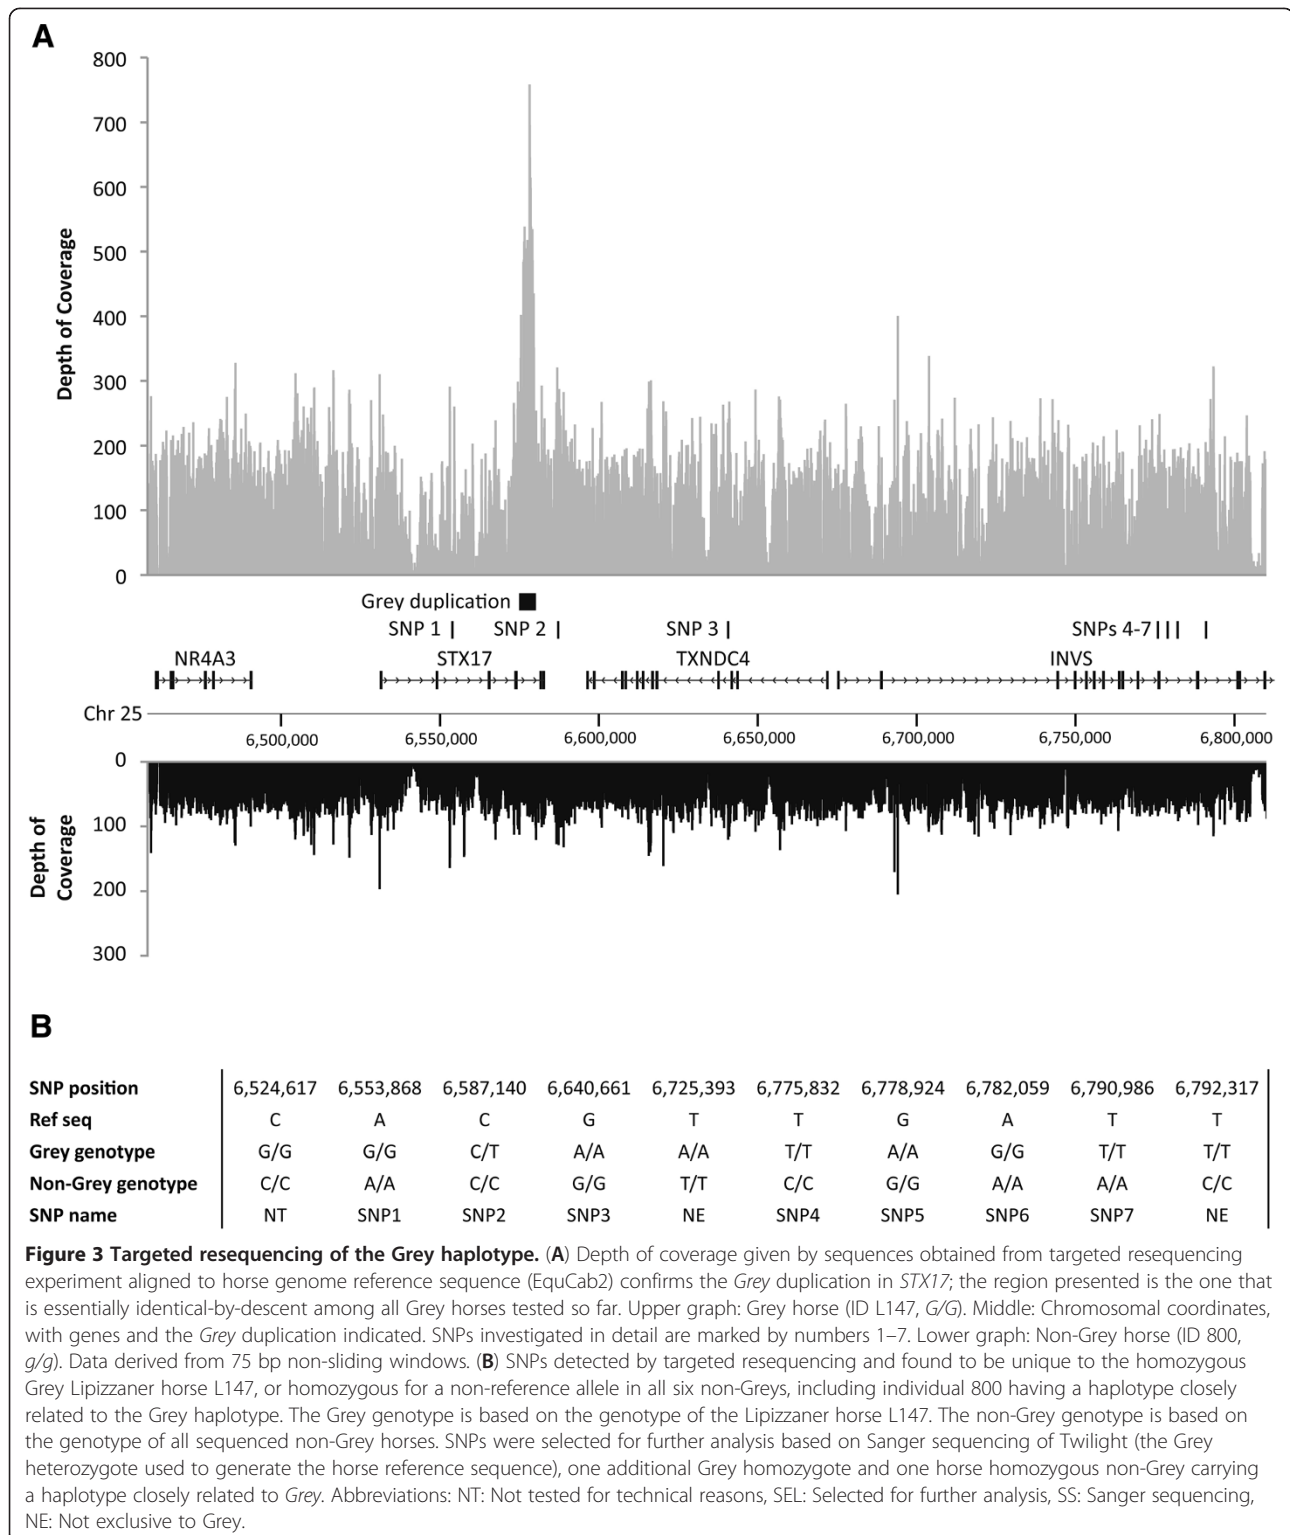 A
800
700
600
500
400
300
200
100
0
Depth of Coverage
Grey duplication
SNP 1 SNP 2 SNP 3 SNPs 4-7
NR4A3 STX17 TXNDC4 INVS
Chr 25
6,500,000 6,550,000 6,600,000 6,650,000 6,700,000 6,750,000 6,800,000
0
100
200
300
Depth of
Coverage
B
SNP position 6,524,617 6,553,868 6,587,140 6,640,661 6,725,393 6,775,832 6,778,924 6,782,059 6,790,986 6,792,317
Ref seq C A C G T T G A T T
Grey genotype G/G G/G C/T A/A A/A T/T A/A G/G T/T T/T
Non-Grey genotype C/C A/A C/C G/G T/T C/C G/G A/A A/A C/C
SNP name NT SNP1 SNP2 SNP3 NE SNP4 SNP5 SNP6 SNP7 NE
Figure 3 Targeted resequencing of the Grey haplotype. (A) Depth of coverage given by sequences obtained from targeted resequencing
experiment aligned to horse genome reference sequence (EquCab2) confirms the Grey duplication in STX17; the region presented is the one that
is essentially identical-by-descent among all Grey horses tested so far. Upper graph: Grey horse (ID L147, G/G). Middle: Chromosomal coordinates,
with genes and the Grey duplication indicated. SNPs investigated in detail are marked by numbers 1–7. Lower graph: Non-Grey horse (ID 800,
g/g). Data derived from 75 bp non-sliding windows. (B) SNPs detected by targeted resequencing and found to be unique to the homozygous
Grey Lipizzaner horse L147, or homozygous for a non-reference allele in all six non-Greys, including individual 800 having a haplotype closely
related to the Grey haplotype. The Grey genotype is based on the genotype of the Lipizzaner horse L147. The non-Grey genotype is based on
the genotype of all sequenced non-Grey horses. SNPs were selected for further analysis based on Sanger sequencing of Twilight (the Grey
heterozygote used to generate the horse reference sequence), one additional Grey homozygote and one horse homozygous non-Grey carrying
a haplotype closely related to Grey. Abbreviations: NT: Not tested for technical reasons, SEL: Selected for further analysis, SS: Sanger sequencing,
NE: Not exclusive to Grey.